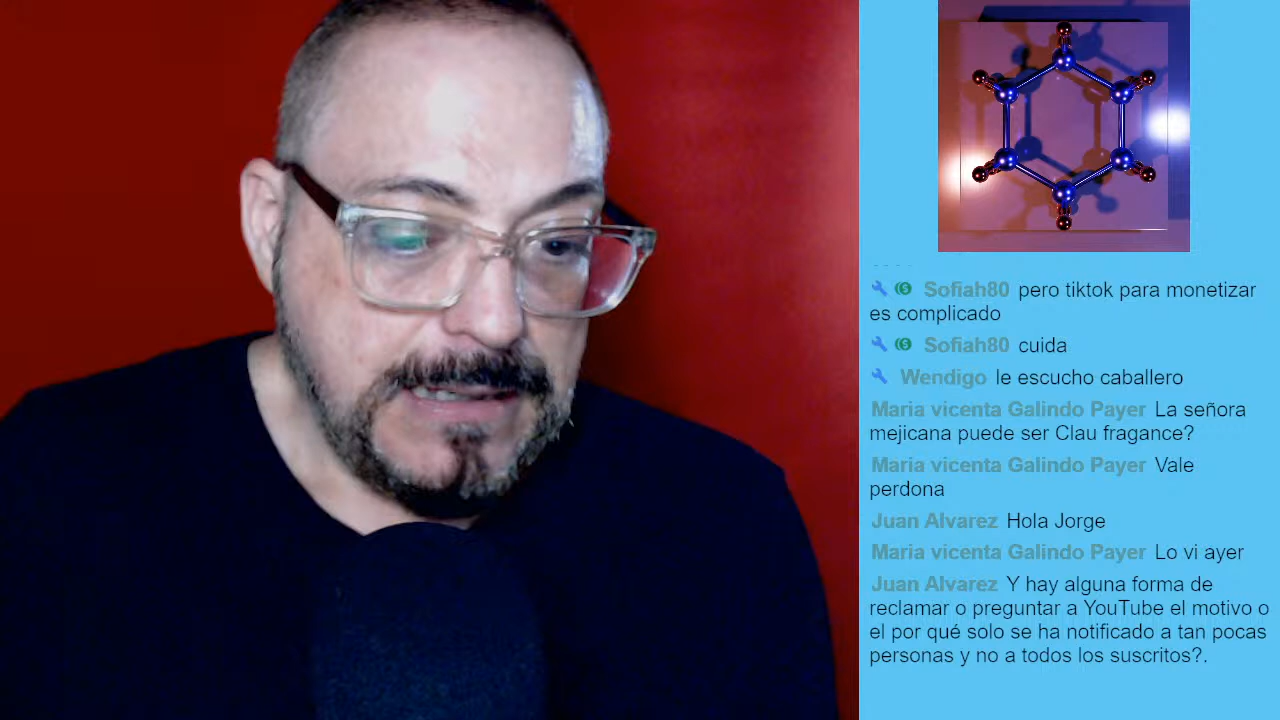 Sofiah80 pero tiktok para monetizar
es complicado
Sofiah80 cuida
Wendigo le escucho caballero
Maria vicenta Galindo Payer La señora
mejicana puede ser Clau fragance?
Maria vicenta Galindo Payer Vale
perdona
Juan Alvarez Hola Jorge
Maria vicenta Galindo Payer Lo vi ayer
Juan Alvarez Y hay alguna forma de
reclamar o preguntar a YouTube el motivo o
el por qué solo se ha notificado a tan pocas
personas y no a todos los suscritos?.